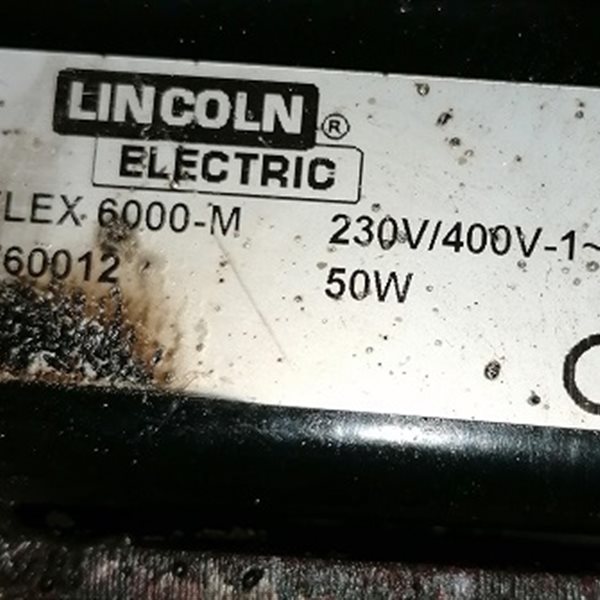 LINCOLN ®
ELECTRIC
FLEX 6000-M 230V/400V-1~
760012 50W